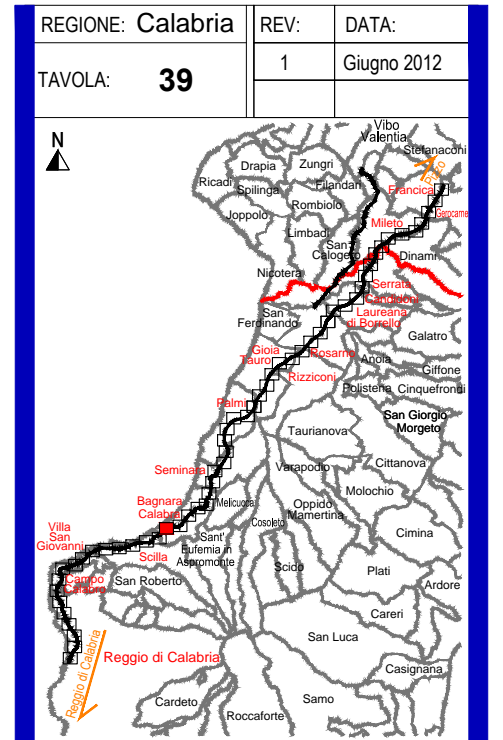 REGIONE: Calabria
REV:
DATA:
TAVOLA: 39
1
Giugno 2012
N
Vibo
Valentia
Stefanaconi
Pizzo
Drapia
Zungri
Ricadi
Spilinga
Filandari
Francica
Rombiolo
Joppolo
Gerocarne
Mileto
Limbadi
San
Calogero
Dinami
Nicotera
Serrata
Candidoni
San
Ferdinando
Laureana
di Borrello
Galatro
Gioia
Tauro
Rosarno
Anoia
Giffone
Rizziconi
Polistena
Cinquefrondi
Palmi
San Giorgio
Morgeto
Taurianova
Seminara
Varapodio
Cittanova
Molochio
Bagnara
Calabra
Melicucca
Oppido
Mamertina
Cosoleto
Villa
San
Giovanni
Sant'
Eufemia in
Aspromonte
Cimina
Scilla
Scido
Plati
Campo
Calabro
San Roberto
Ardore
Careri
San Luca
Reggio di Calabria
Reggio di Calabria
Casignana
Cardeto
Samo
Roccaforte